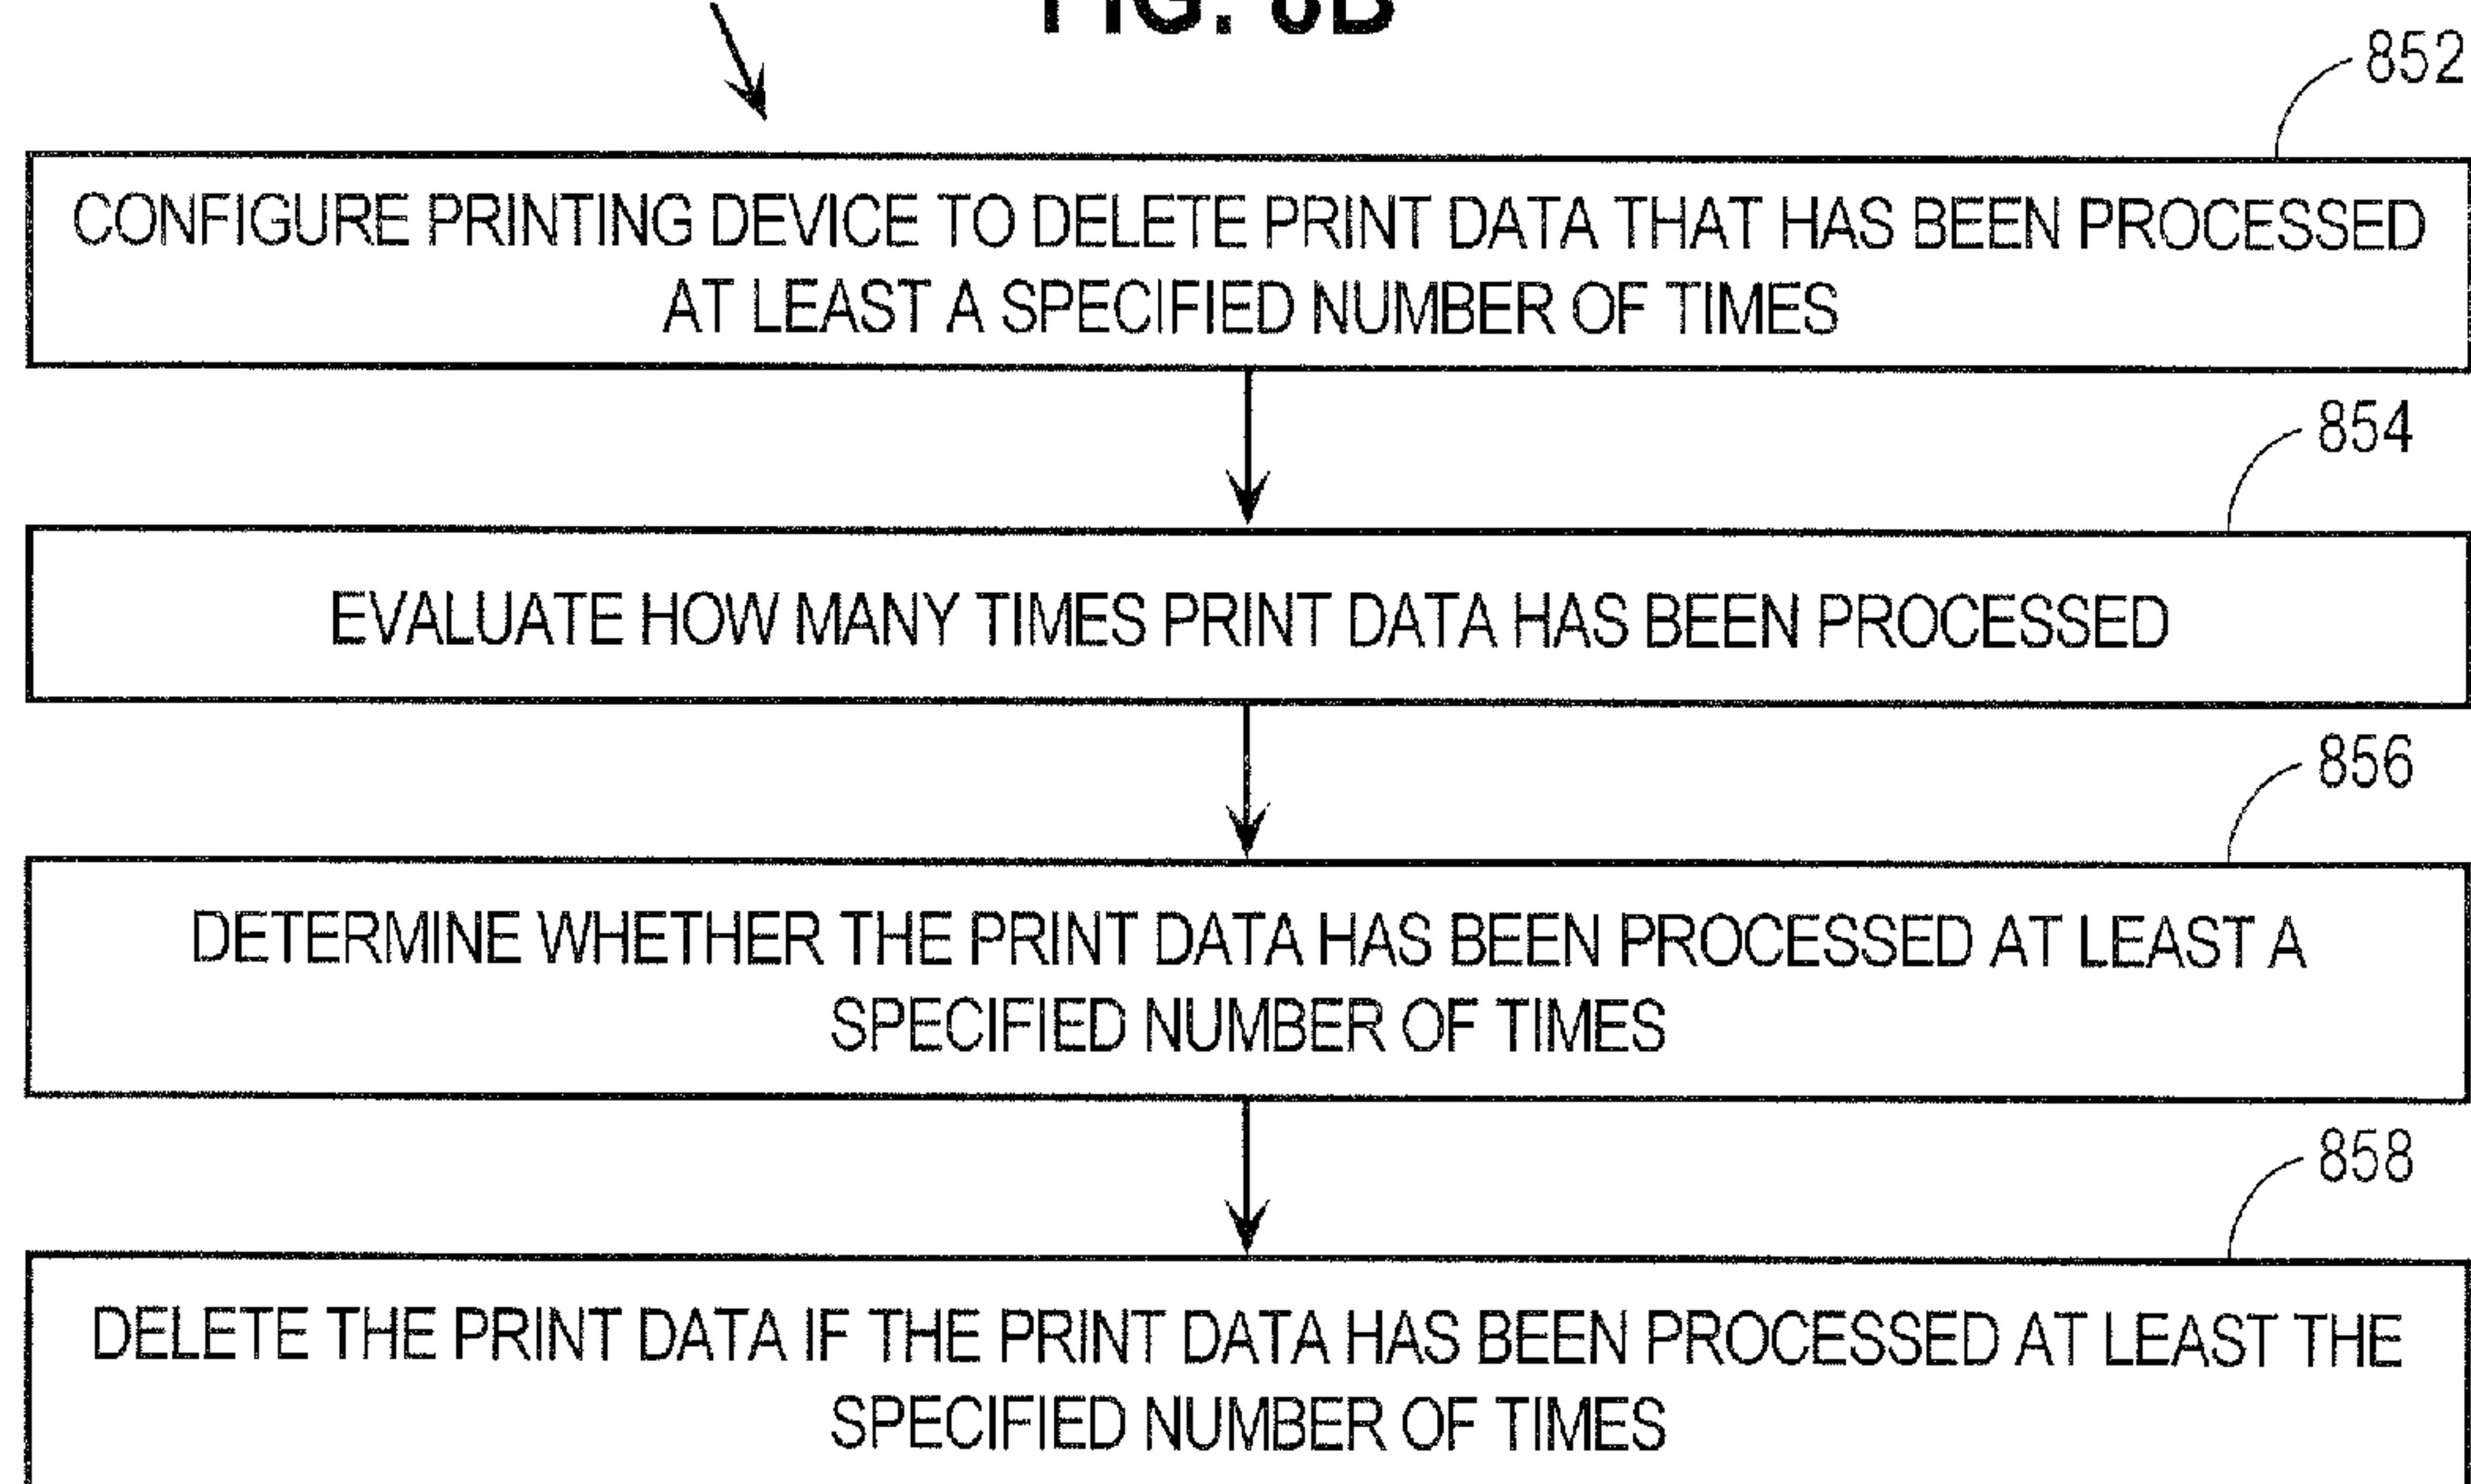 FIG. 8B
852
CONFIGURE PRINTING DEVICE TO DELETE PRINT DATA THAT HAS BEEN PROCESSED
AT LEAST A SPECIFIED NUMBER OF TIMES
854
EVALUATE HOW MANY TIMES PRINT DATA HAS BEEN PROCESSED
856
DETERMINE WHETHER THE PRINT DATA HAS BEEN PROCESSED AT LEAST A
SPECIFIED NUMBER OF TIMES
858
DELETE THE PRINT DATA IF THE PRINT DATA HAS BEEN PROCESSED AT LEAST THE
SPECIFIED NUMBER OF TIMES